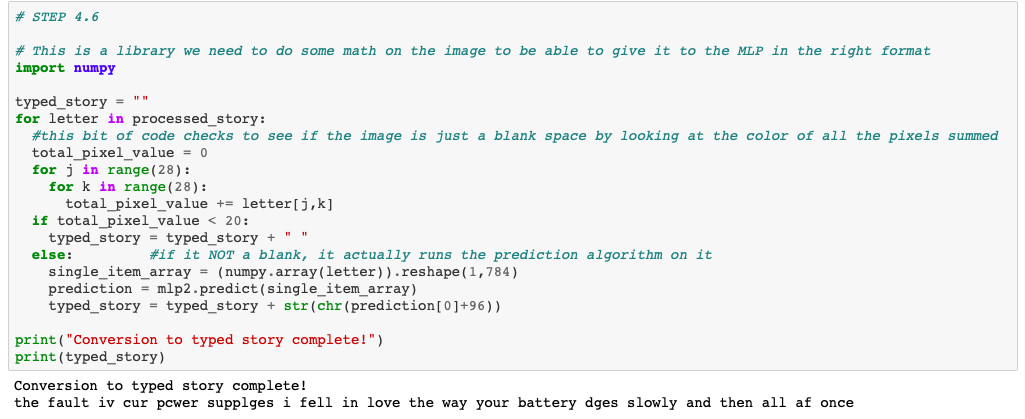 # STEP 4.6
# This is a library we need to do some math on the image to be able to give it to the MLP in the right format
import numpy
typed_story = ""
for letter in processed_story:
  #this bit of code checks to see if the image is just a blank space by looking at the color of all the pixels summed
  total_pixel_value = 0
  for j in range(28):
    for k in range(28):
      total_pixel_value += letter[j,k]
  if total_pixel_value < 20:
    typed_story = typed_story + " "
  else:         #if it NOT a blank, it actually runs the prediction algorithm on it
    single_item_array = (numpy.array(letter)).reshape(1,784)
    prediction = mlp2.predict(single_item_array)
    typed_story = typed_story + str(chr(prediction[0]+96))
print("Conversion to typed story complete!")
print(typed_story)
Conversion to typed story complete!
the fault iv cur pcwer supplges i fell in love the way your battery dges slowly and then all af once